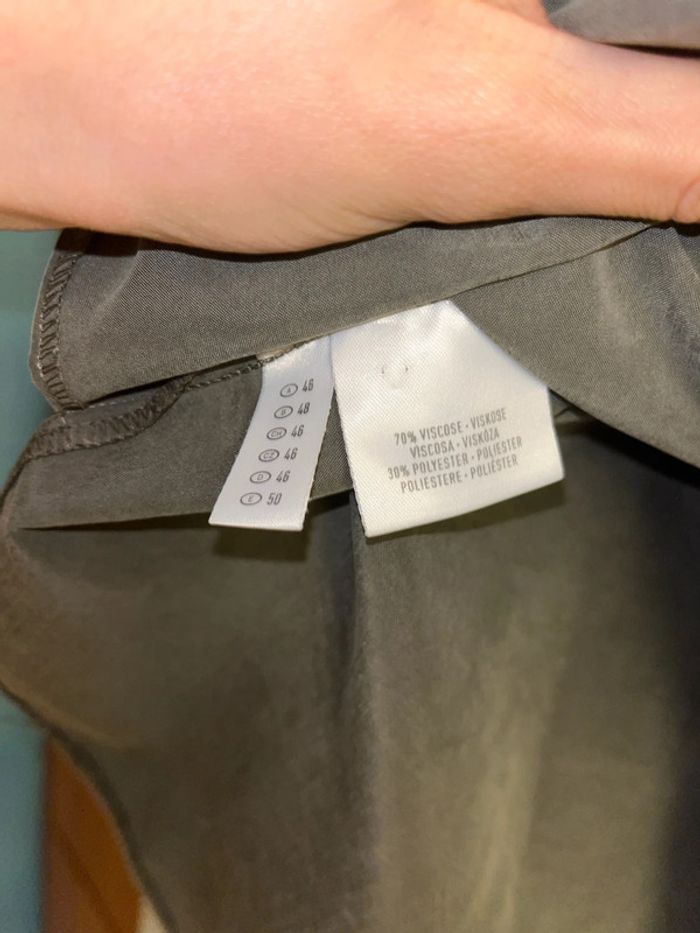 A 46
B 48
CH 46
CZ 46
D 46
E 50
70% VISCOSE · VISKOSE
VISCOSA · VISKÓZA
30% POLYESTER · POLIESTER
POLIESTERE · POLIÉSTER